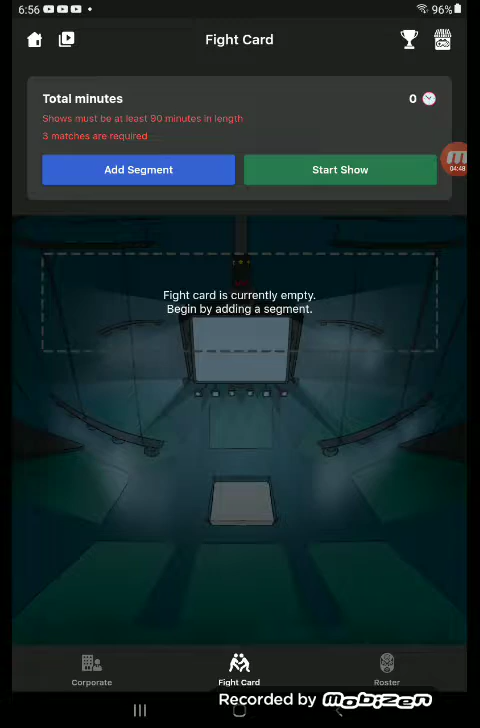 6:56
96%
Fight Card
Total minutes
0
Shows must be at least 90 minutes in length
3 matches are required
Add Segment
Start Show
04:48
Fight card is currently empty.
Begin by adding a segment.
Corporate
Fight Card
Roster
Recorded by Mobizen